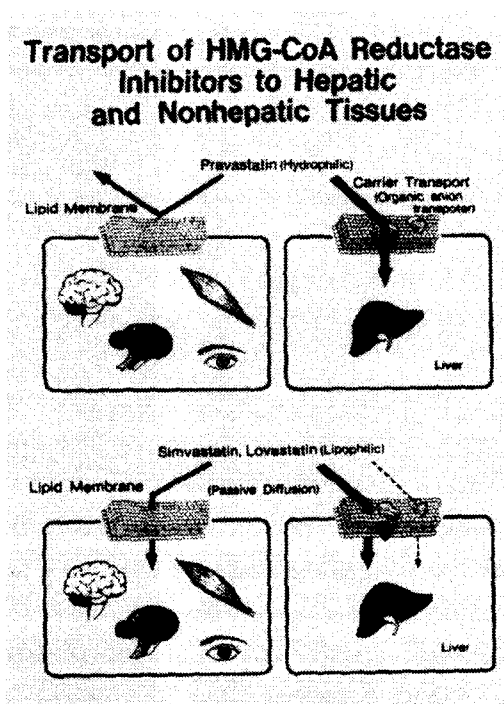 Transport of HMG-CoA Reductase
Inhibitors to Hepatic
and Nonhepatic Tissues
Pravastatin (Hydrophilic)
Carrier Transport
(Organic anion
transpoter)
Lipid Membrane
Liver
Simvastatin, Lovastatin (Lipophilic)
Lipid Membrane
(Passive Diffusion)
Liver